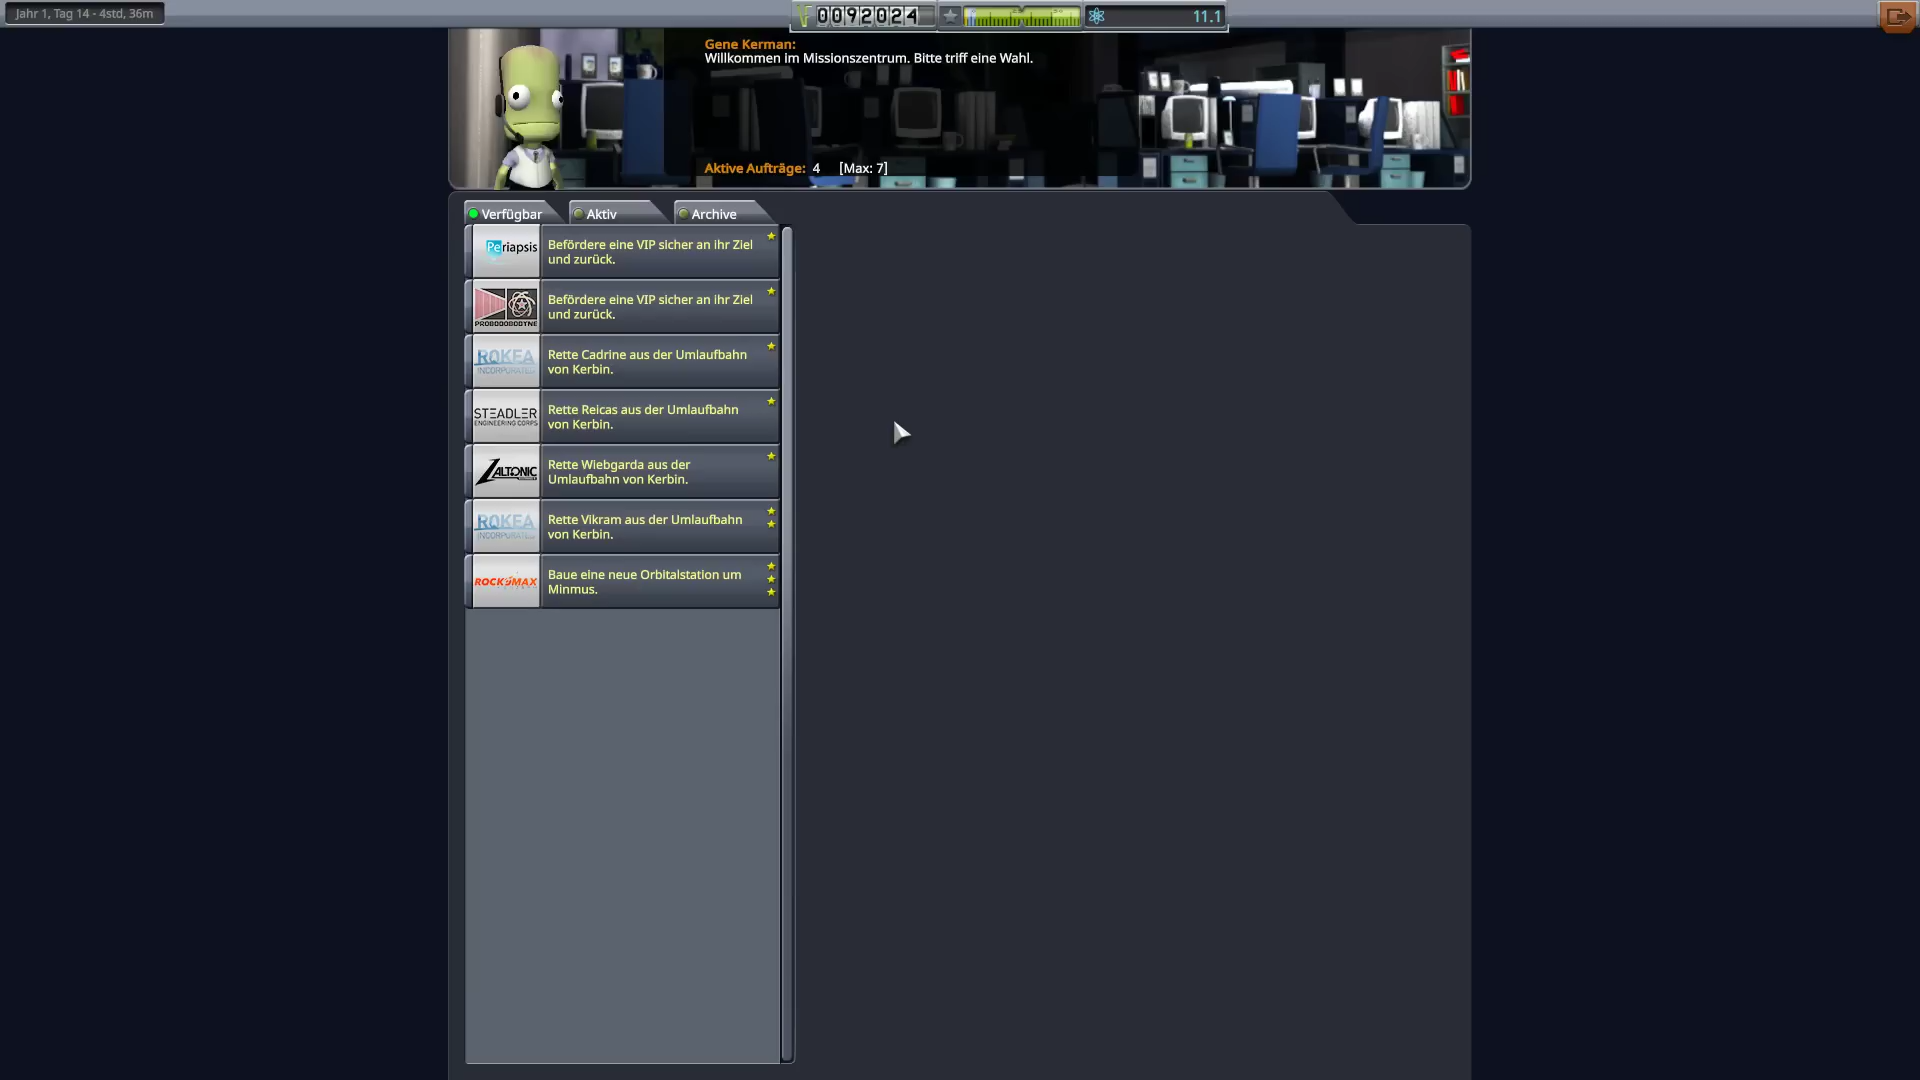 Jahr 1, Tag 14 - 4std, 36m
0092024
11.1
Gene Kerman:
Willkommen im Missionszentrum. Bitte triff eine Wahl.
Aktive Aufträge: 4 [Max: 7]
Verfügbar
Aktiv
Archive
Periapsis
Befördere eine VIP sicher an ihr Ziel
und zurück.
PROBODOBODYNE
Befördere eine VIP sicher an ihr Ziel
und zurück.
ROKEA
INCORPORATED
Rette Cadrine aus der Umlaufbahn
von Kerbin.
STEADLER
ENGINEERING CORPS
Rette Reicas aus der Umlaufbahn
von Kerbin.
ZALTONIC
Rette Wiebgarda aus der
Umlaufbahn von Kerbin.
ROKEA
INCORPORATED
Rette Vikram aus der Umlaufbahn
von Kerbin.
ROCKOMAX
Baue eine neue Orbitalstation um
Minmus.